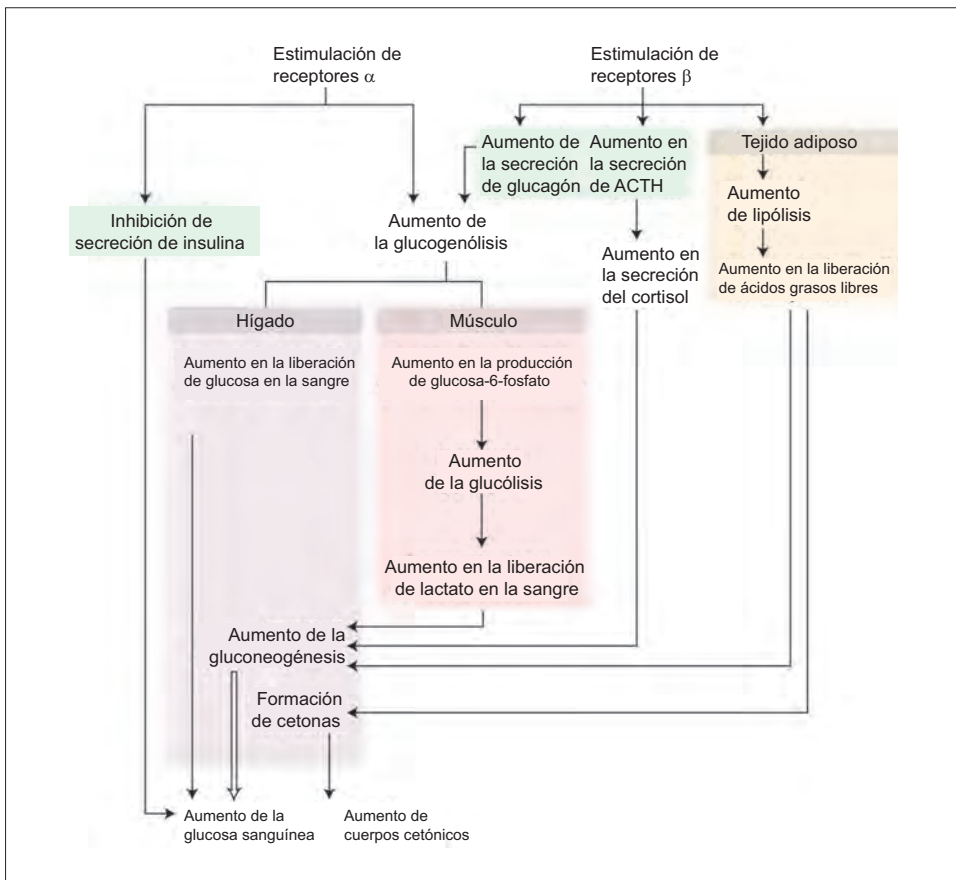 Estimulación de
receptores α
Estimulación de
receptores β
Aumento de
la secreción
de glucagón
Aumento en
la secreción
de ACTH
Tejido adiposo
Aumento
de lipólisis
Aumento en la liberación
de ácidos grasos libres
Inhibición de
secreción de insulina
Aumento de
la glucogenólisis
Aumento en
la secreción
del cortisol
Hígado
Aumento en la liberación
de glucosa en la sangre
Músculo
Aumento en la producción
de glucosa-6-fosfato
Aumento
de la glucólisis
Aumento en la liberación
de lactato en la sangre
Aumento de la
gluconeogénesis
Formación
de cetonas
Aumento de la
glucosa sanguínea
Aumento de
cuerpos cetónicos